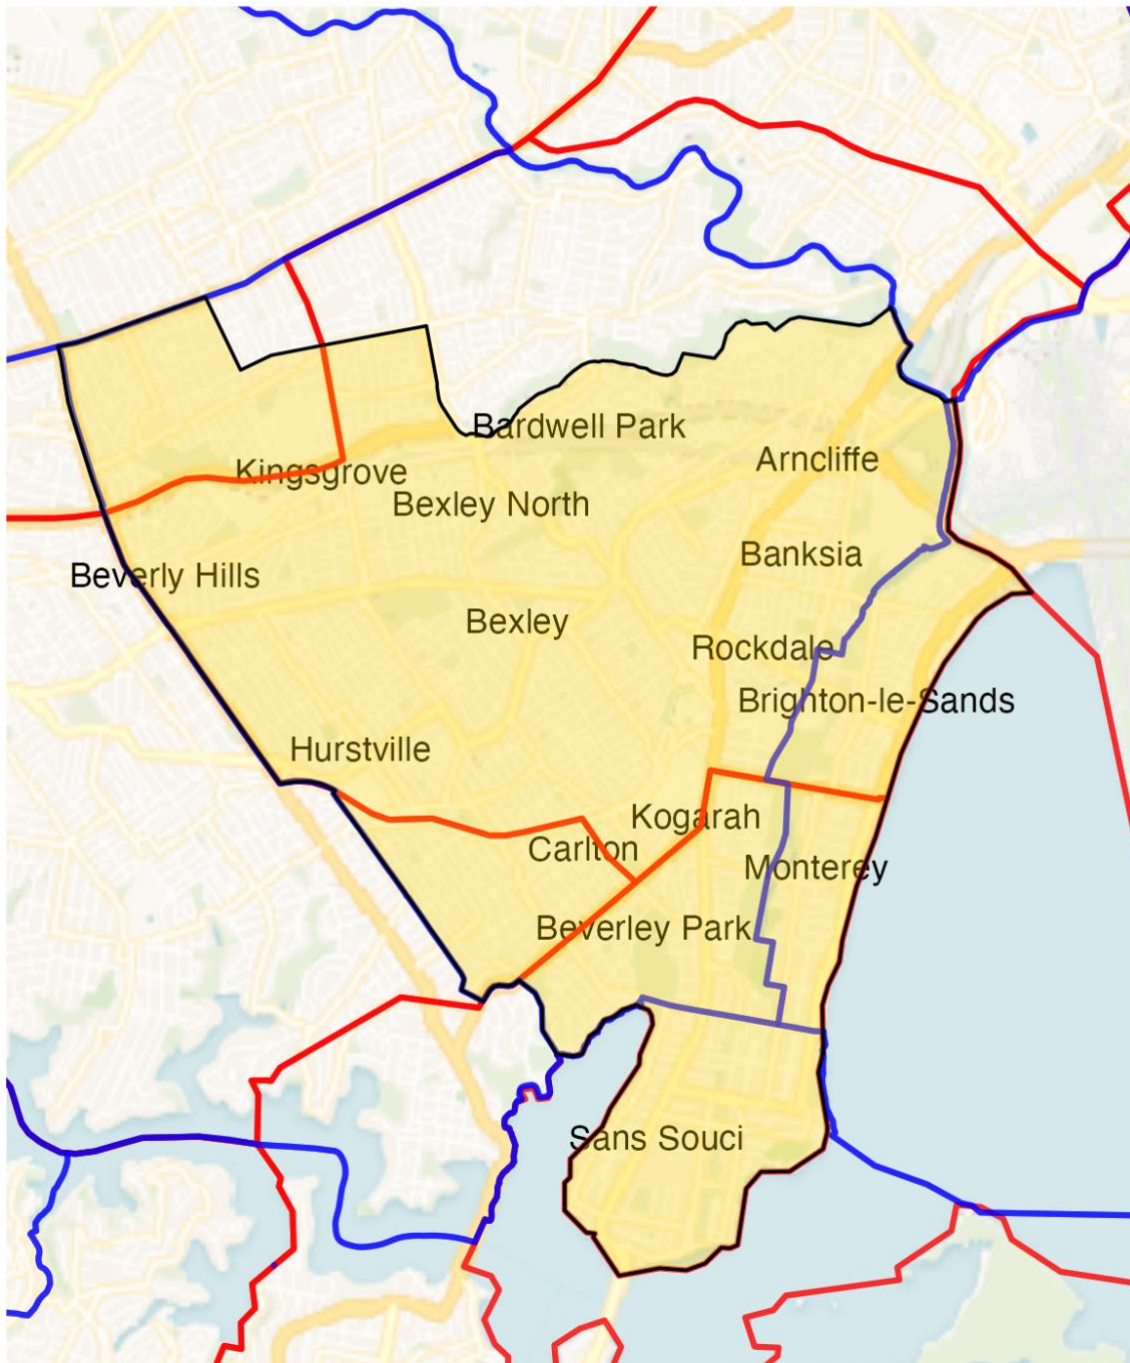 Bardwell Park
Arncliffe
Kingsgrove
Bexley North
Banksia
Beverly Hills
Bexley
Rockdale
Brighton-le-Sands
Hurstville
Kogarah
Carlton
Monterey
Beverley Park
Sans Souci